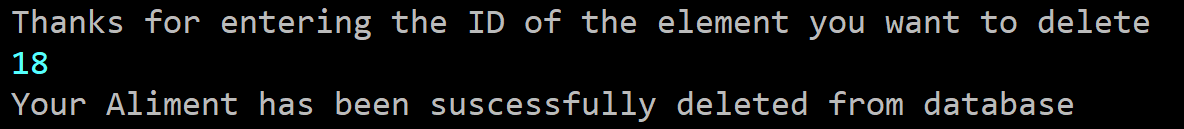 Thanks for entering the ID of the element you want to delete
18
Your Aliment has been suscessfully deleted from database